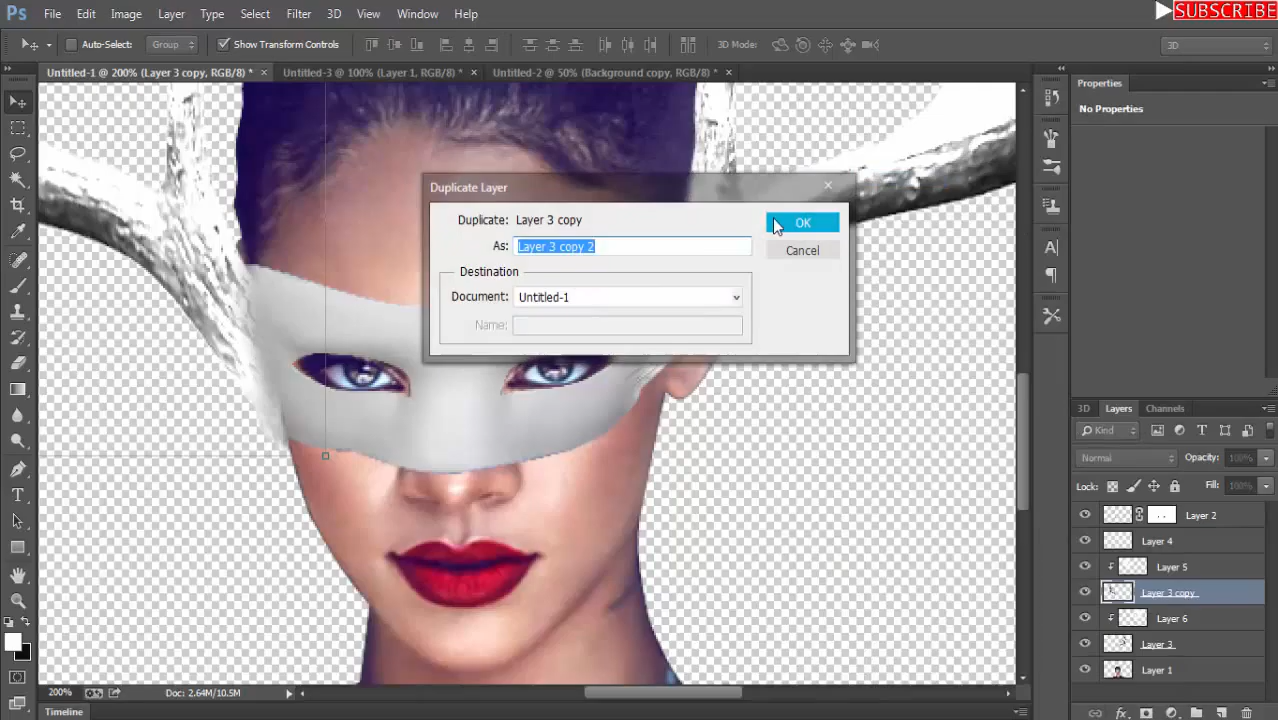 SUBSCRIBE
Ps File Edit Image Layer Type Select Filter 3D View Window Help
Auto-Select: Group Show Transform Controls 3D Mode: 3D
Untitled-1 @ 200% (Layer 3 copy, RGB/8) * × Untitled-3 @ 100% (Layer 1, RGB/8) * × Untitled-2 @ 50% (Background copy, RGB/8) * ×
Properties
No Properties
Duplicate Layer
Duplicate: Layer 3 copy
OK
As: Layer 3 copy 2
Cancel
Destination
Document: Untitled-1
Name:
3D Layers Channels
Kind
Normal Opacity: 100%
Lock: Fill: 100%
Layer 2
Layer 4
Layer 5
Layer 3 copy
Layer 6
Layer 3
Layer 1
200% Doc: 2.64M/10.5M
Timeline